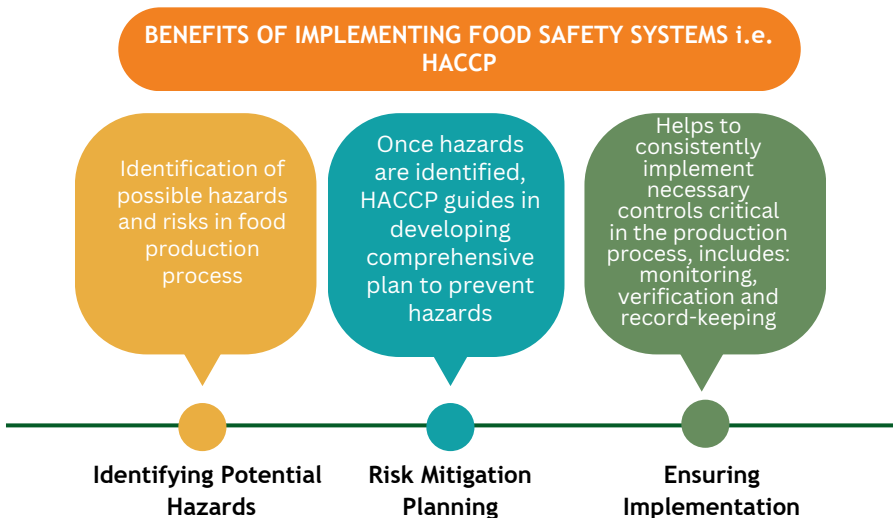 BENEFITS OF IMPLEMENTING FOOD SAFETY SYSTEMS i.e.
HACCP
Identification of
possible hazards
and risks in food
production
process
Once hazards
are identified,
HACCP guides in
developing
comprehensive
plan to prevent
hazards
Helps to
consistently
implement
necessary
controls critical
in the production
process, includes:
monitoring,
verification and
record-keeping
Identifying Potential
Hazards
Risk Mitigation
Planning
Ensuring
Implementation